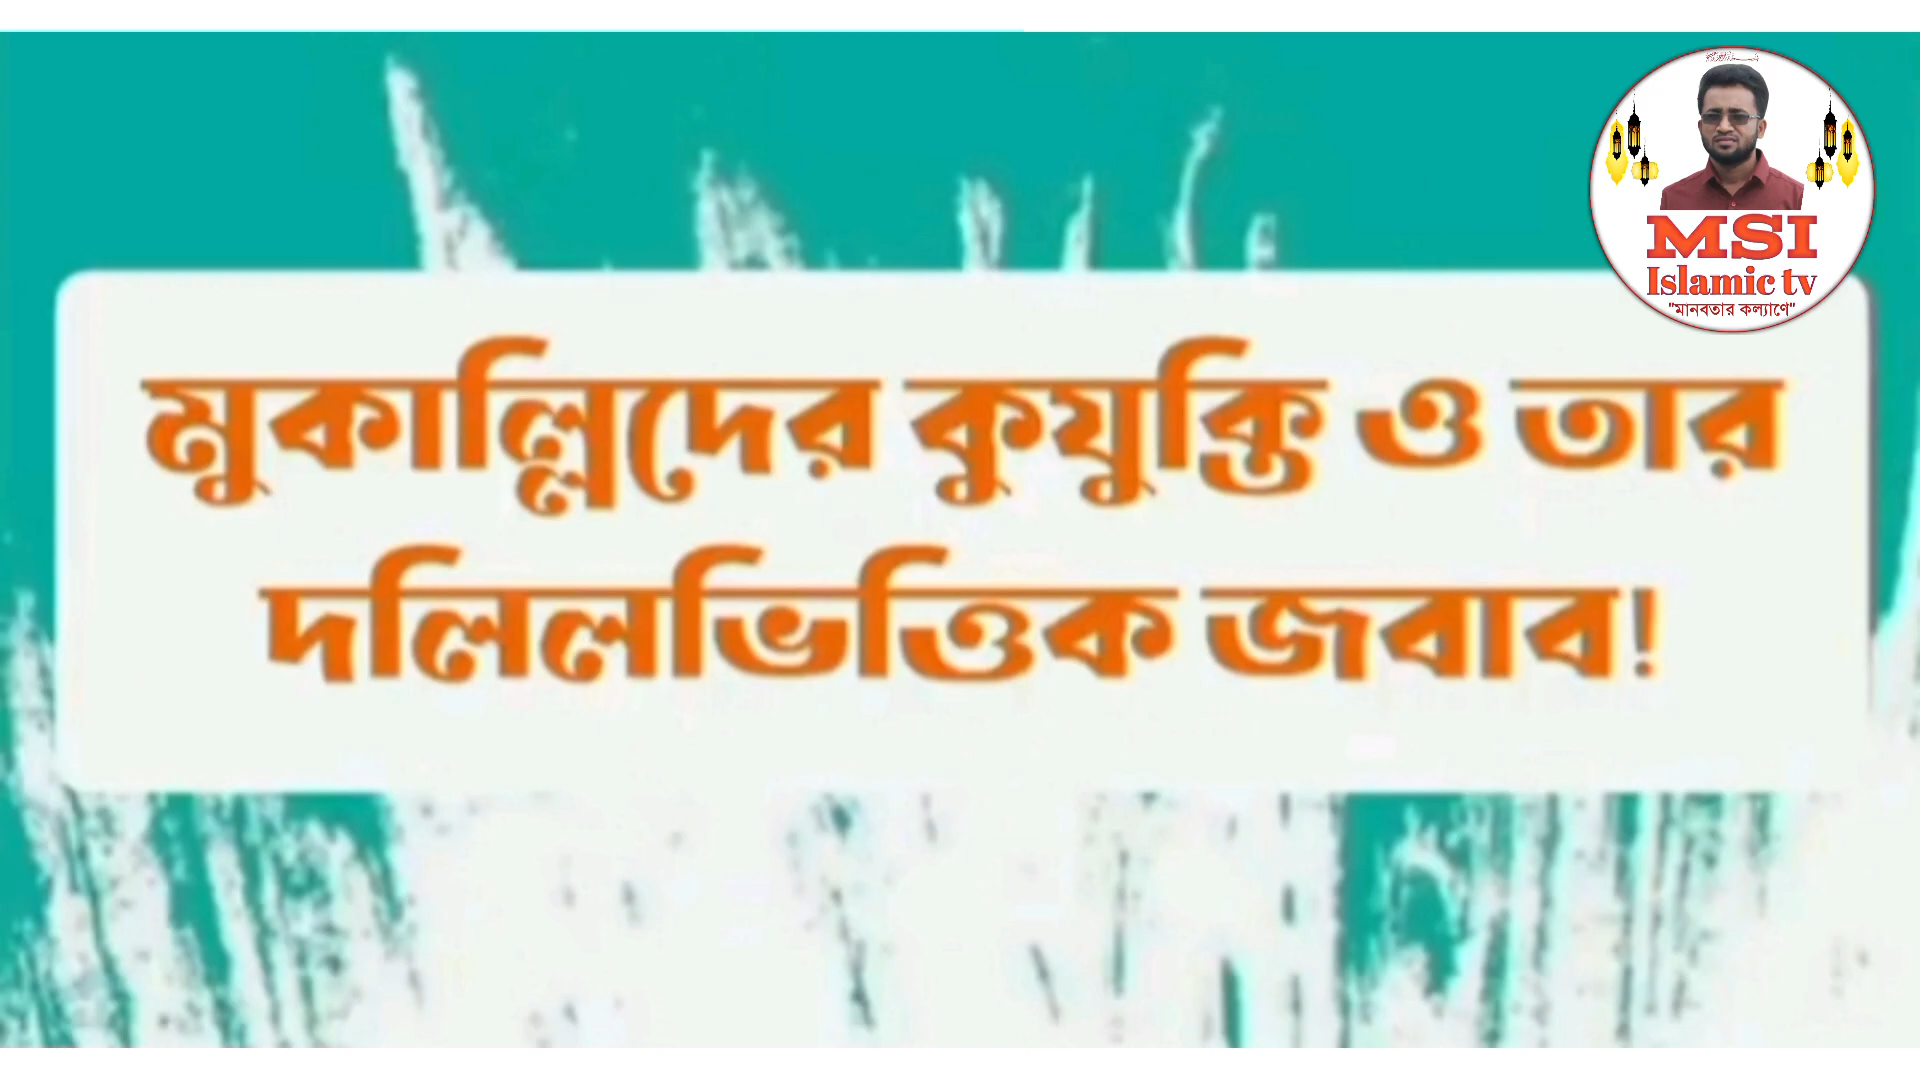 মুকাল্লিদের কুযুক্তি ও তার
দলিলভিত্তিক জবাব!
MSI
Islamic tv
"মানবতার কল্যাণে"